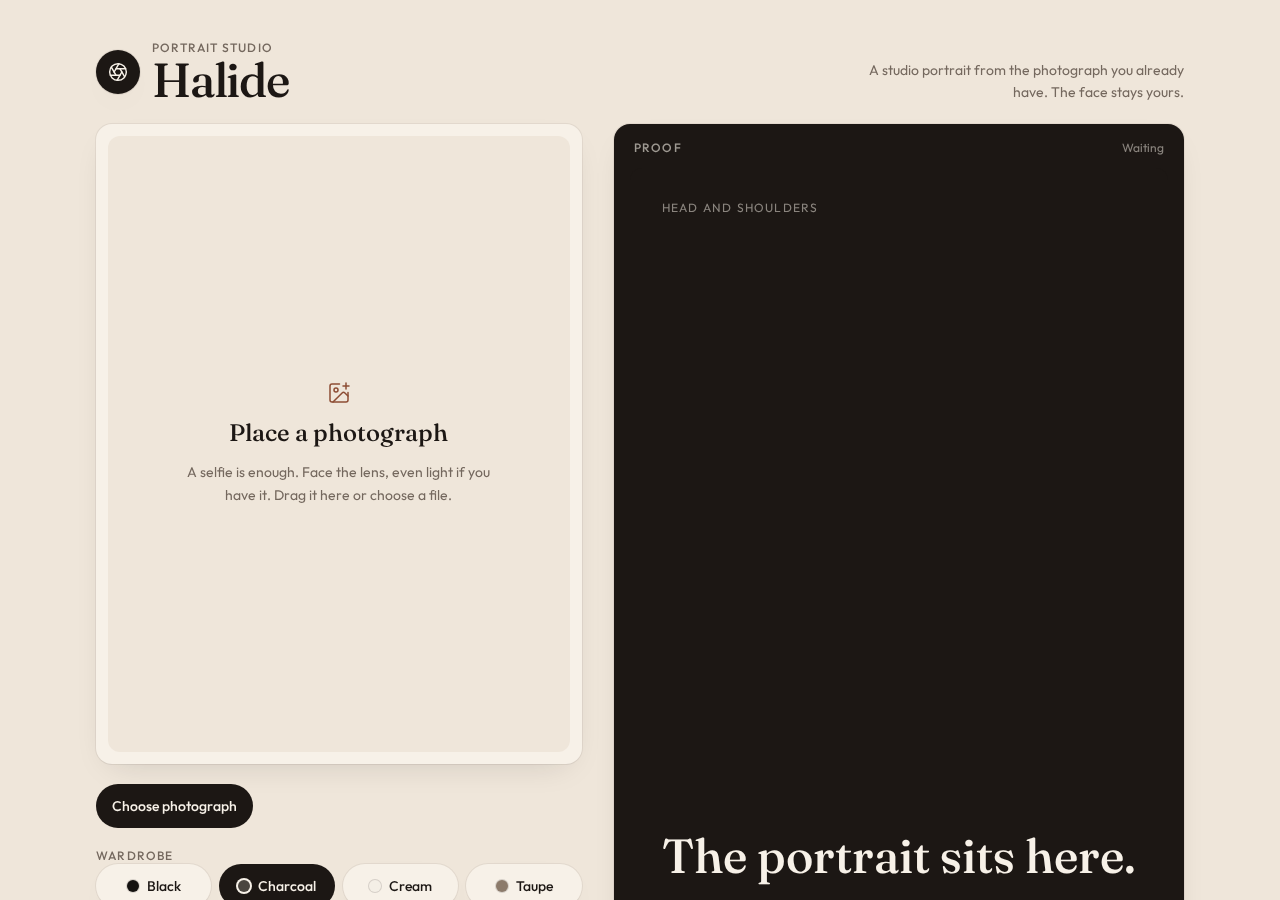 PORTRAIT STUDIO
Halide
A studio portrait from the photograph you already
have. The face stays yours.
Place a photograph
A selfie is enough. Face the lens, even light if you
have it. Drag it here or choose a file.
Choose photograph
WARDROBE
Black
Charcoal
Cream
Taupe
PROOF
Waiting
HEAD AND SHOULDERS
The portrait sits here.